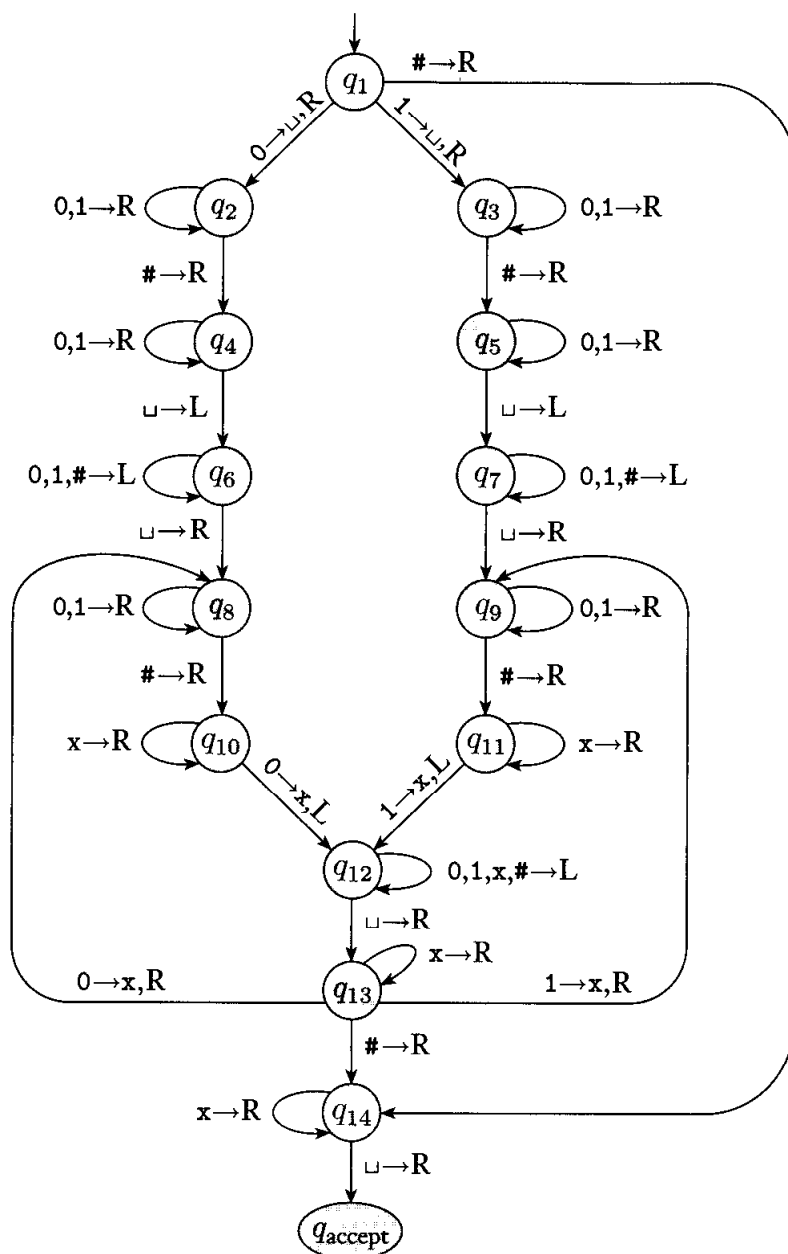 #→R
q1
0→␣,R 1→␣,R
0,1→R q2 q3 0,1→R
#→R #→R
0,1→R q4 q5 0,1→R
␣→L ␣→L
0,1,#→L q6 q7 0,1,#→L
␣→R ␣→R
0,1→R q8 q9 0,1→R
#→R #→R
x→R q10 q11 x→R
0→x,L 1→x,L
q12 0,1,x,#→L
␣→R
x→R
0→x,R q13 1→x,R
#→R
x→R q14
␣→R
qaccept